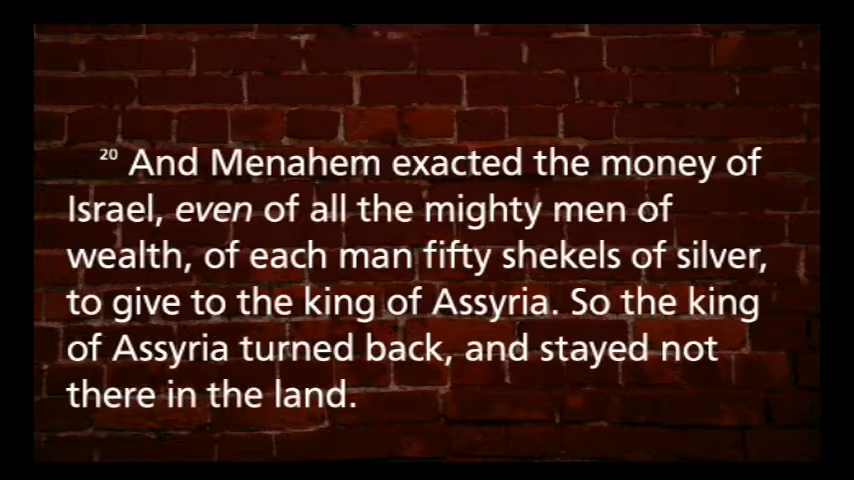 20 And Menahem exacted the money of
Israel, even of all the mighty men of
wealth, of each man fifty shekels of silver,
to give to the king of Assyria. So the king
of Assyria turned back, and stayed not
there in the land.